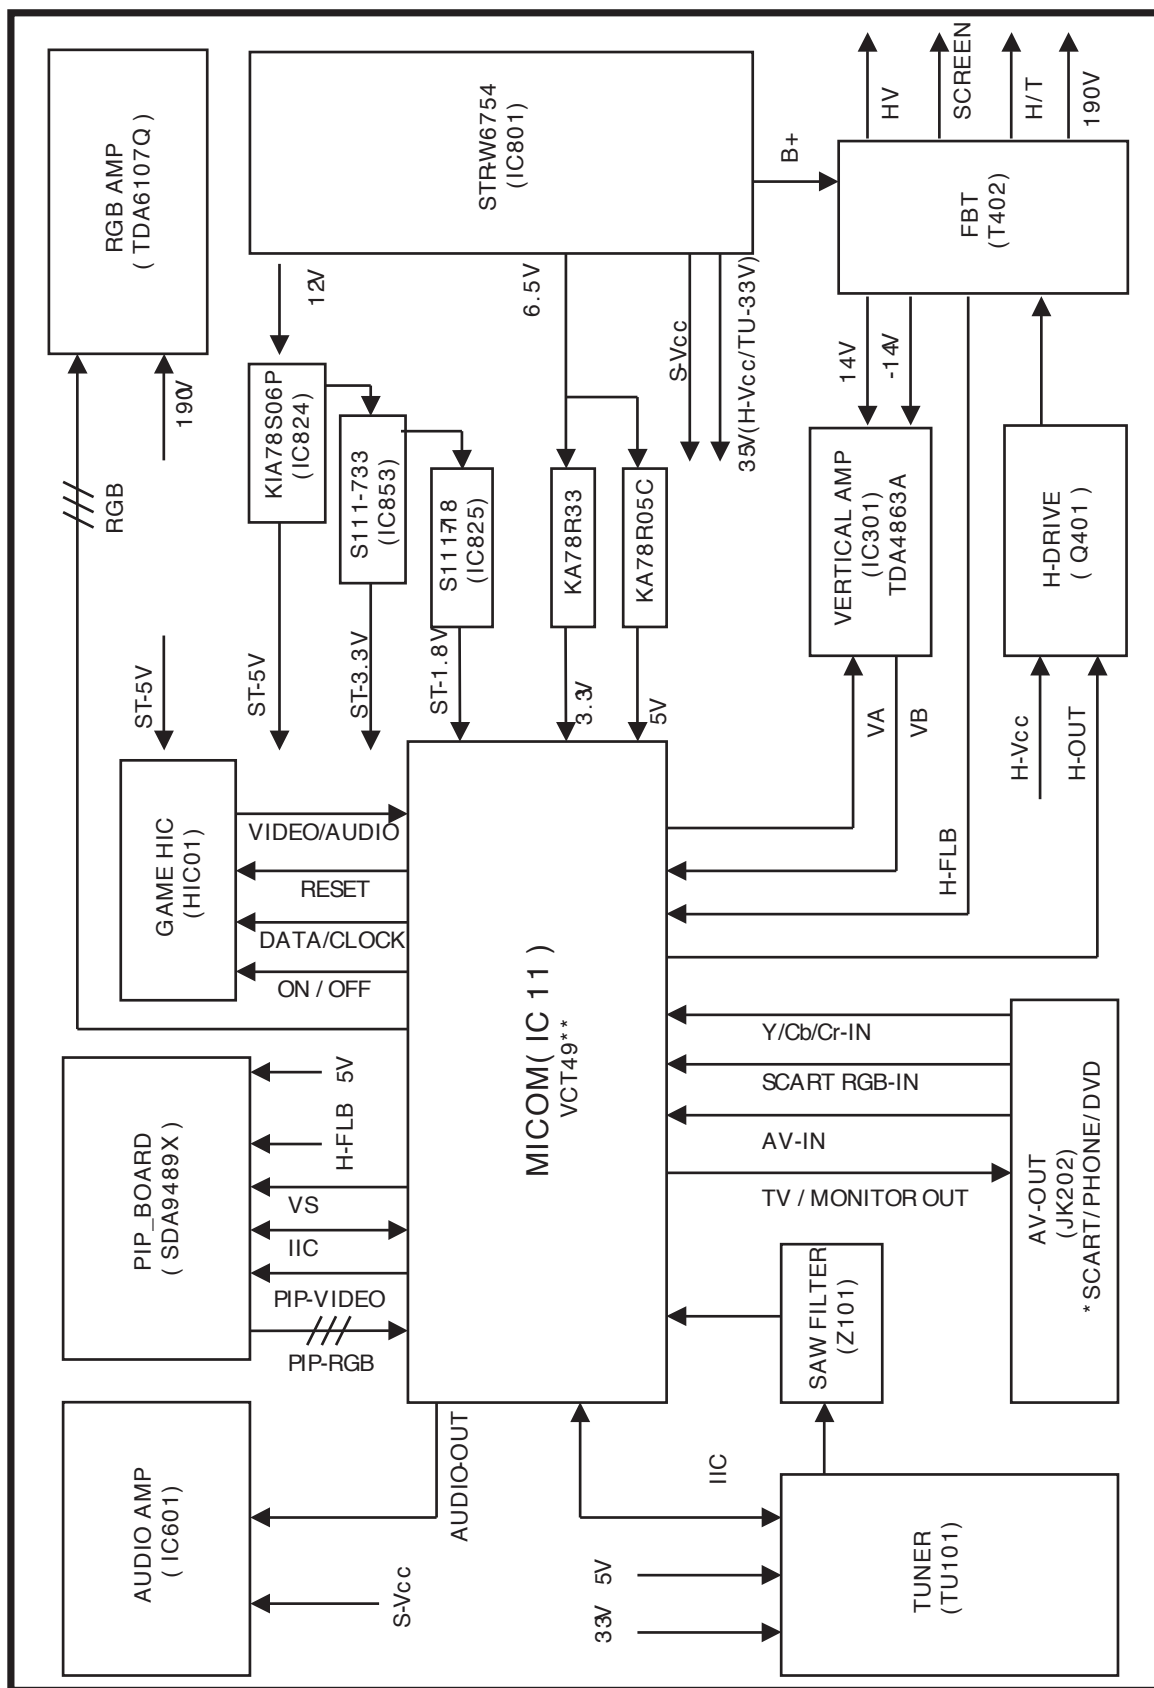 RGB AMP
( TDA6107Q)
190V
RGB
STR-W6754
(IC801)
12V
6.5V
S-Vcc
35V(H-Vcc/TU-33V)
B+
FBT
(T402)
HV
SCREEN
H/T
190V
14V
-14V
KIA78S06P
(IC824)
S111-733
(IC853)
S111-718
(IC825)
KA78R33
KA78R05C
VERTICAL AMP
(IC301)
TDA4863A
H-DRIVE
( Q401)
ST-5V
ST-5V
ST-3.3V
ST-1.8V
3.3V
5V
VA
VB
H-FLB
H-Vcc
H-OUT
GAME HIC
(HIC01)
VIDEO/AUDIO
RESET
DATA/CLOCK
ON / OFF
MICOM( IC 11 )
VCT49**
Y/Cb/Cr-IN
SCART RGB-IN
AV-IN
TV / MONITOR OUT
AV-OUT
(JK202)
* SCART/PHONE/DVD
PIP_BOARD
( SDA9489X)
5V
H-FLB
VS
IIC
PIP-VIDEO
PIP-RGB
SAW FILTER
(Z101)
AUDIO AMP
( IC601)
AUDIO-OUT
S-Vcc
IIC
5V
33V
TUNER
(TU101)